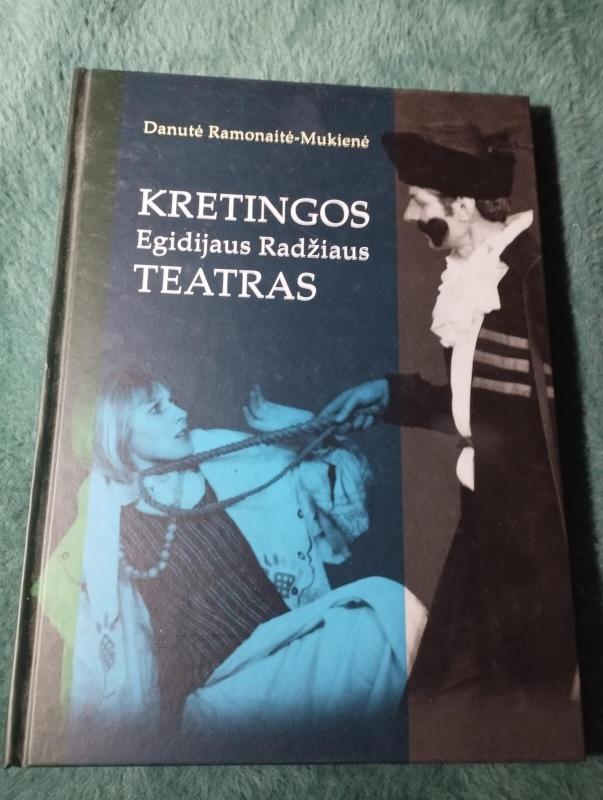 Danutė Ramonaitė-Mukienė
KRETINGOS
Egidijaus Radžiaus
TEATRAS